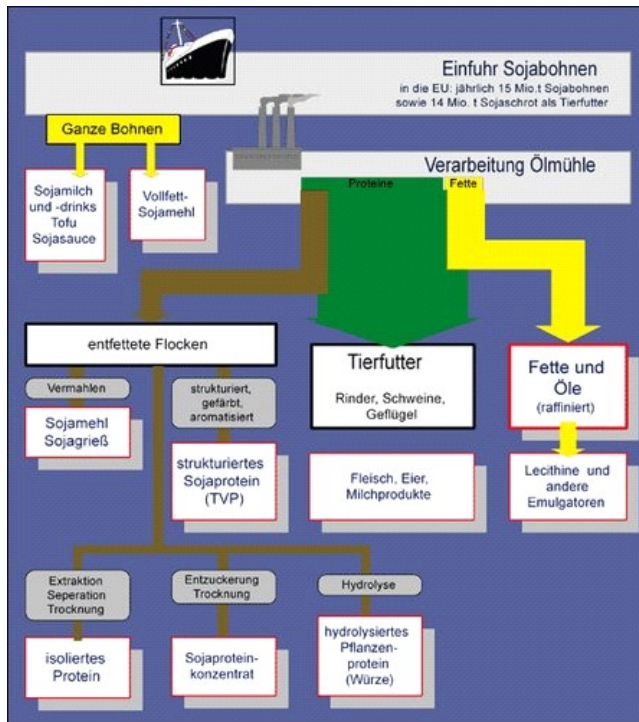 Einfuhr Sojabohnen
in die EU: jährlich 15 Mio.t Sojabohnen
sowie 14 Mio. t Sojaschrot als Tierfutter
Ganze Bohnen
Verarbeitung Ölmühle
Proteine
Fette
Sojamilch
und -drinks
Tofu
Sojasauce
Vollfett-
Sojamehl
entfettete Flocken
Tierfutter
Rinder, Schweine,
Geflügel
Fette und
Öle
(raffiniert)
Vermahlen
strukturiert,
gefärbt,
aromatisiert
Sojamehl
Sojagrieß
strukturiertes
Sojaprotein
(TVP)
Fleisch, Eier,
Milchprodukte
Lecithine und
andere
Emulgatoren
Extraktion
Seperation
Trocknung
Entzuckerung
Trocknung
Hydrolyse
isoliertes
Protein
Sojaprotein-
konzentrat
hydrolysiertes
Pflanzen-
protein
(Würze)